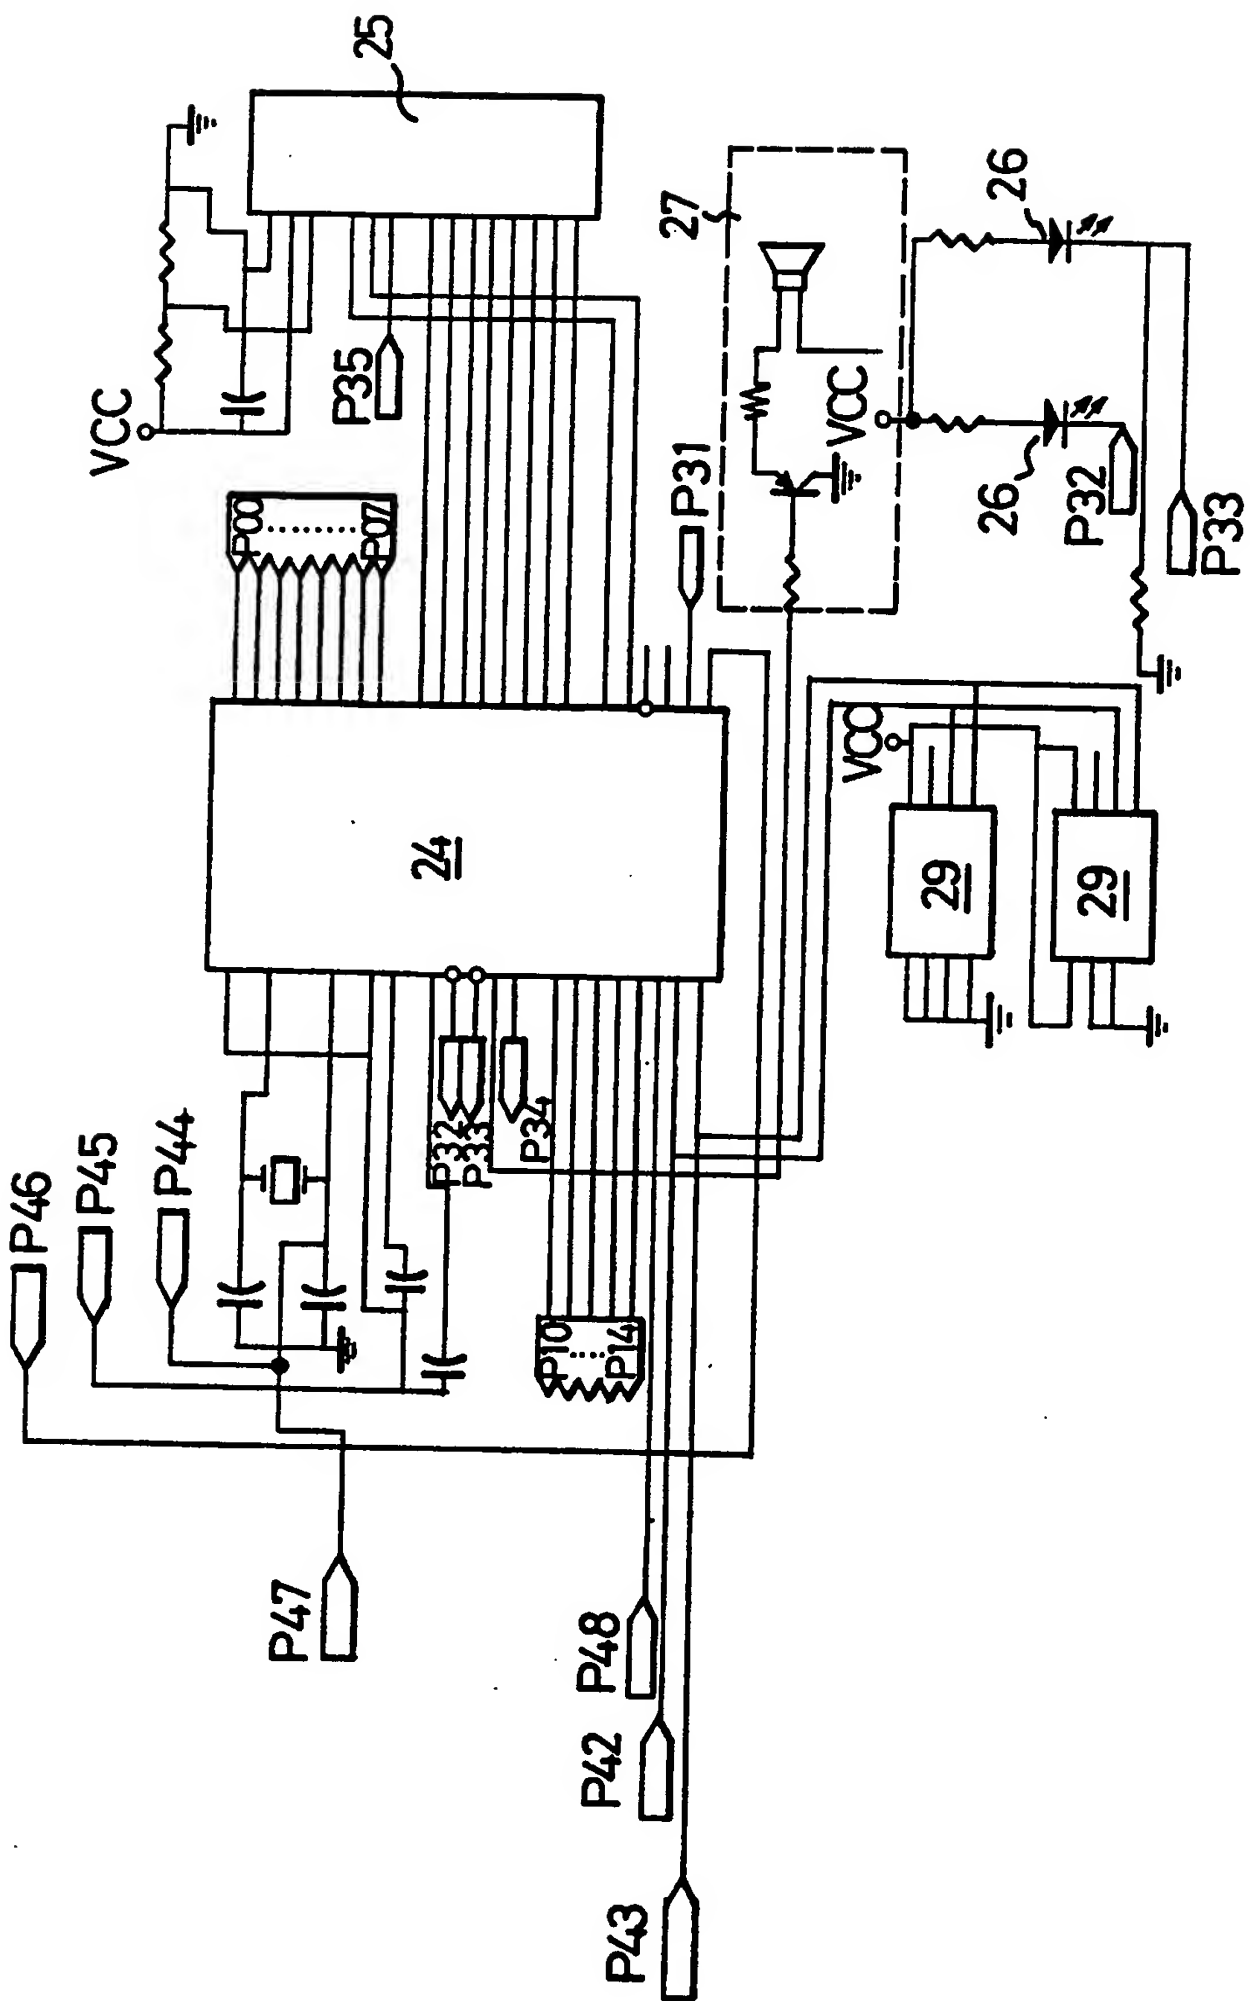 P46
P45
VCC
P44
P00
........
P07
P47
P35
25
24
P32
P33
P34
P10
....
P14
P48
P42
P43
27
P31
VCC
VCC
29
26
26
P32
29
P33